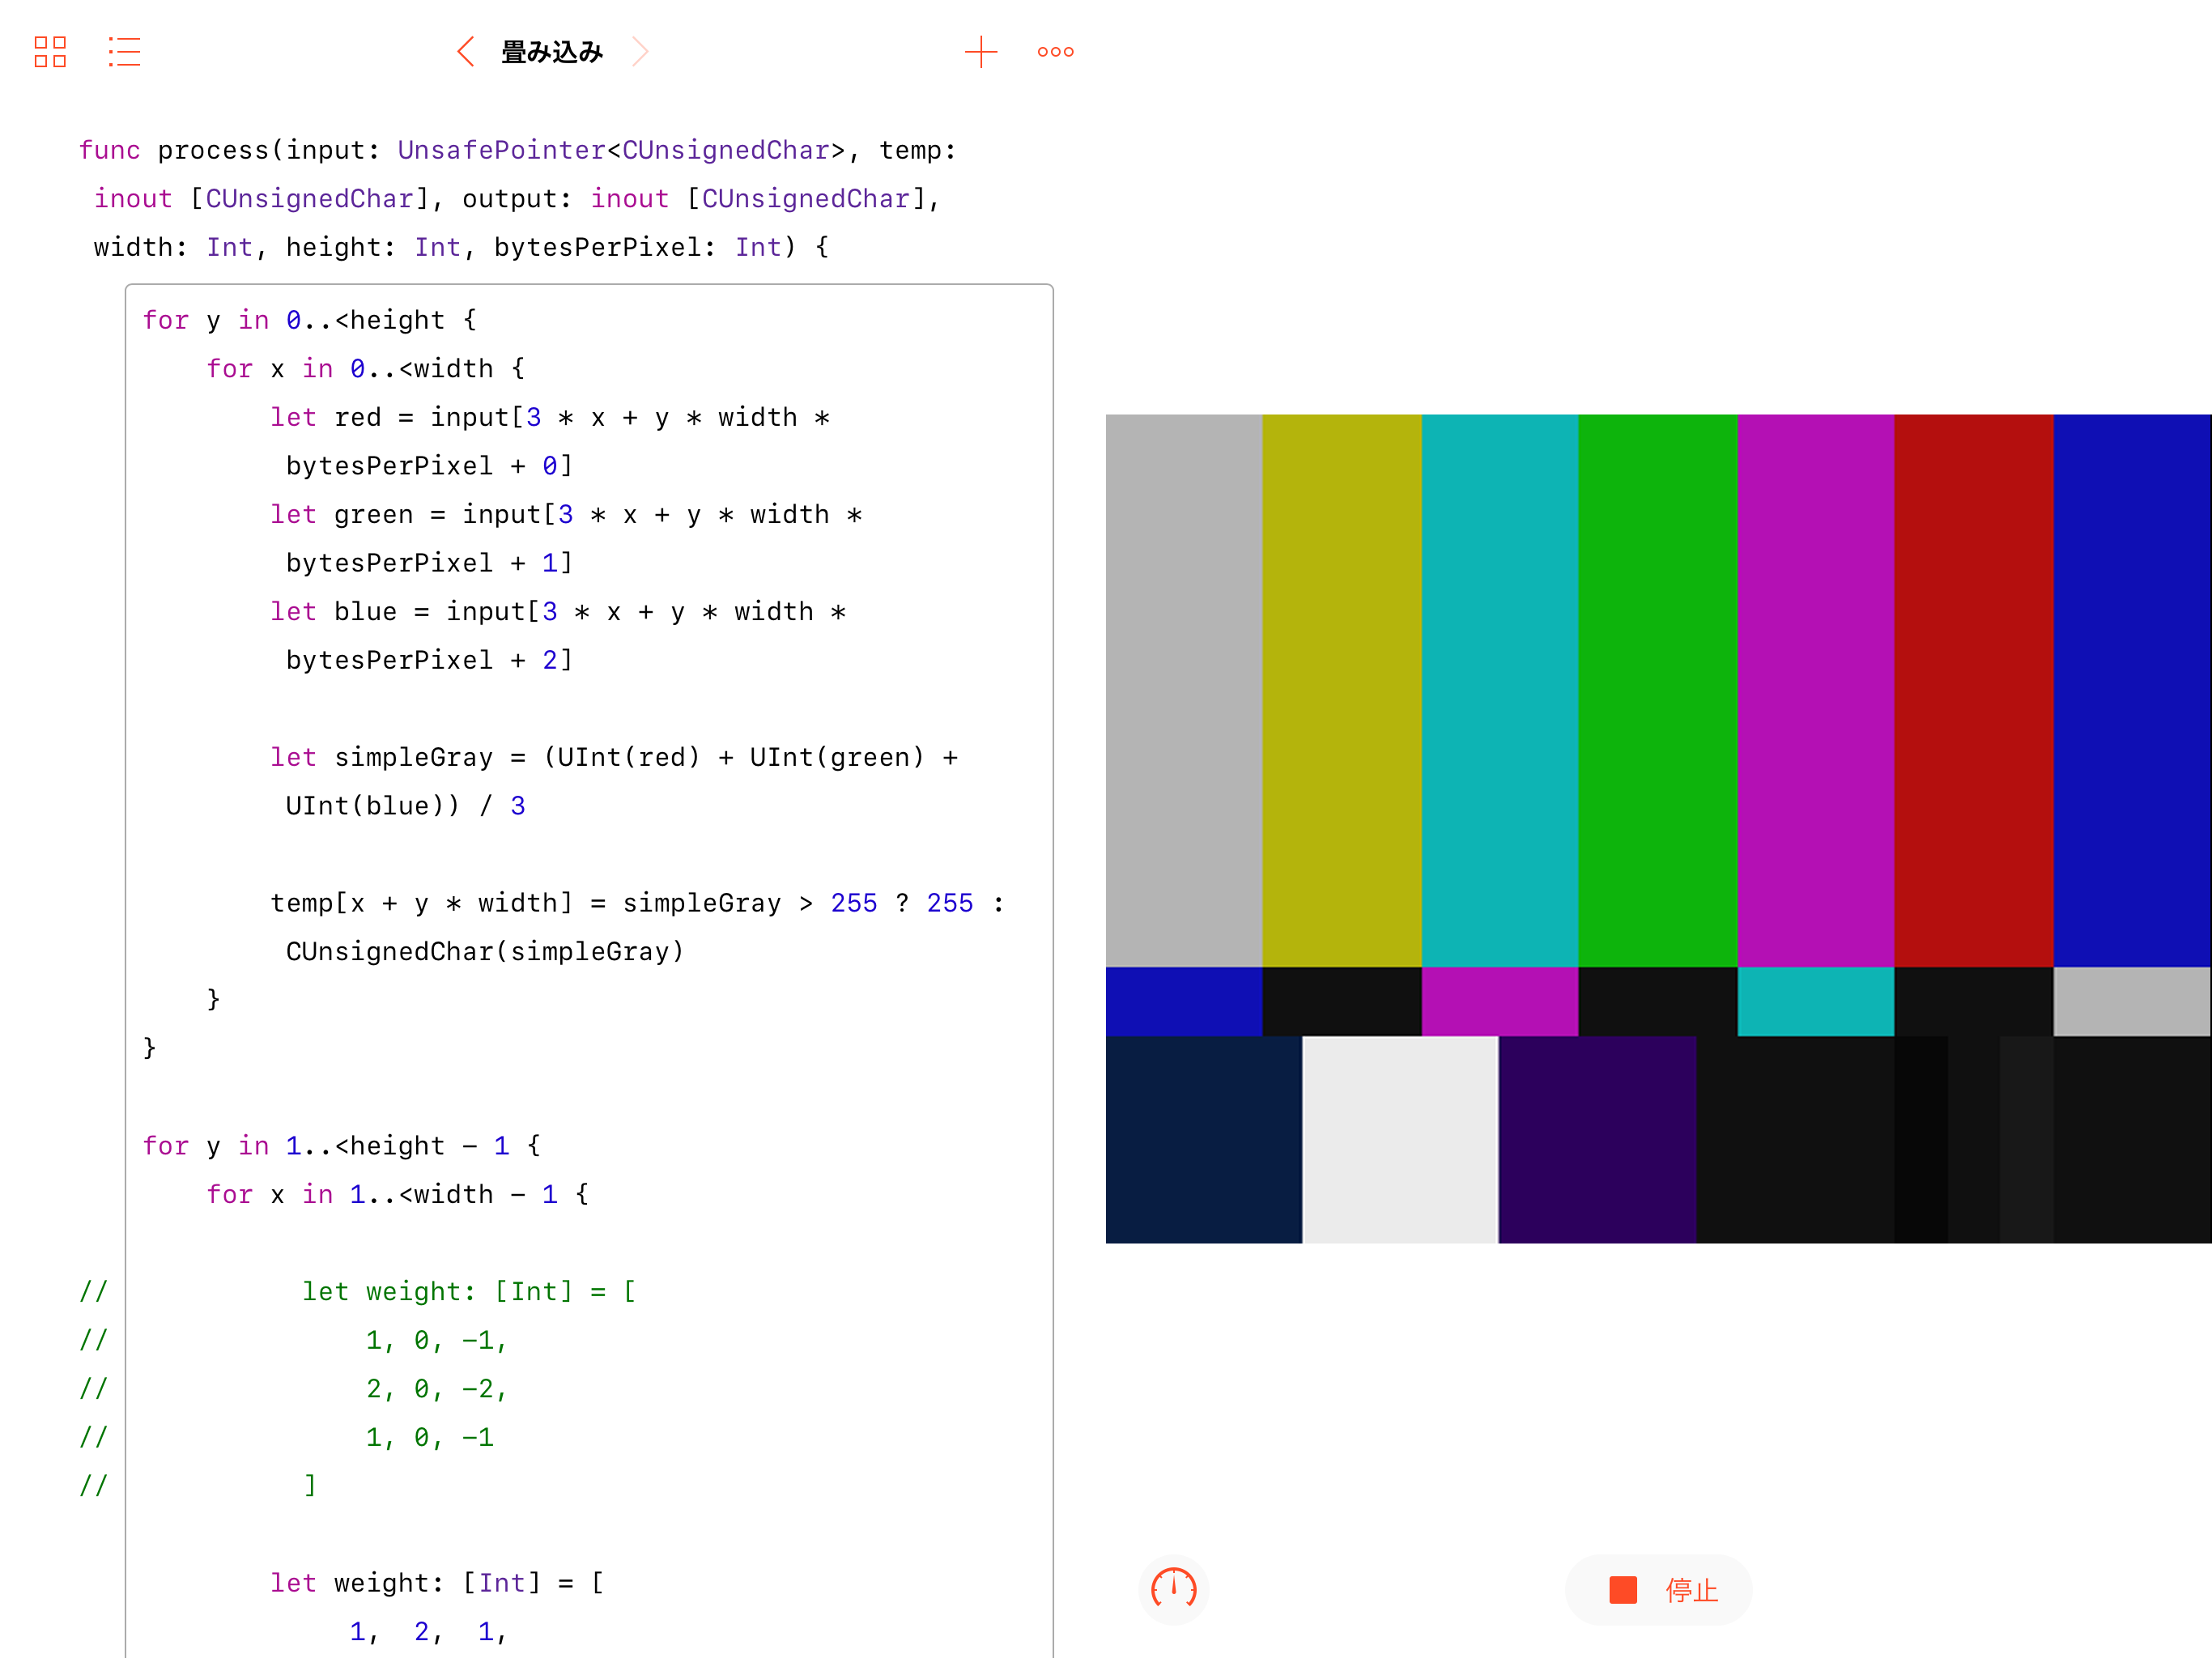 畳み込み
func process(input: UnsafePointer<CUnsignedChar>, temp:
inout [CUnsignedChar], output: inout [CUnsignedChar],
width: Int, height: Int, bytesPerPixel: Int) {
for y in 0..<height {
for x in 0..<width {
let red = input[3 * x + y * width *
bytesPerPixel + 0]
let green = input[3 * x + y * width *
bytesPerPixel + 1]
let blue = input[3 * x + y * width *
bytesPerPixel + 2]
let simpleGray = (UInt(red) + UInt(green) +
UInt(blue)) / 3
temp[x + y * width] = simpleGray > 255 ? 255 :
CUnsignedChar(simpleGray)
}
}
for y in 1..<height - 1 {
for x in 1..<width - 1 {
// let weight: [Int] = [
// 1, 0, -1,
// 2, 0, -2,
// 1, 0, -1
// ]
let weight: [Int] = [
1, 2, 1,
停止